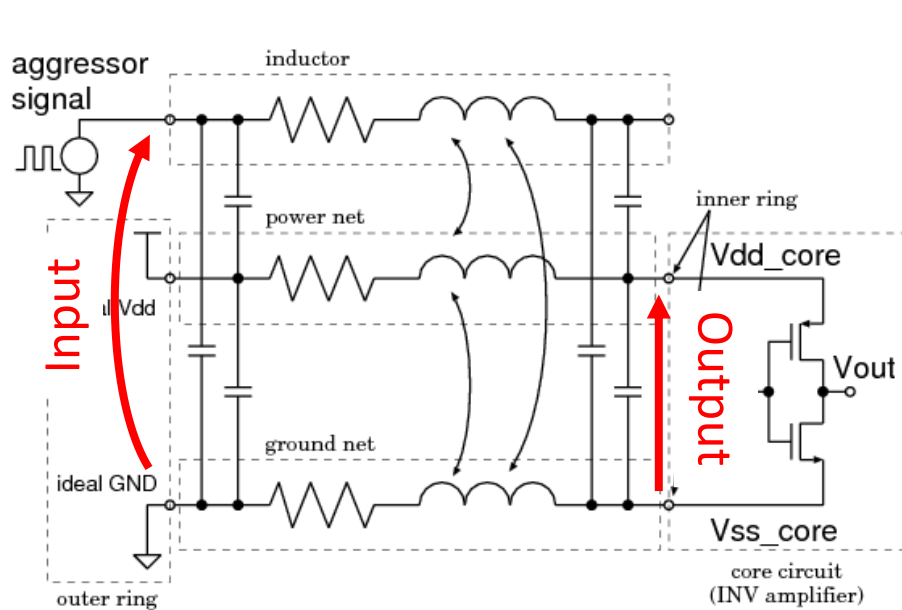 inductor
aggressor
signal
power net
inner ring
Vdd_core
Input
Vdd
Output
Vout
ground net
ideal GND
Vss_core
core circuit
(INV amplifier)
outer ring